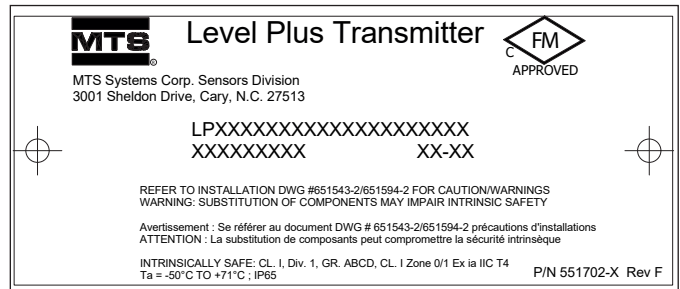 MTS
Level Plus Transmitter
C FM
APPROVED
MTS Systems Corp. Sensors Division
3001 Sheldon Drive, Cary, N.C. 27513
LPXXXXXXXXXXXXXXXXXXXX
XXXXXXXXX XX-XX
REFER TO INSTALLATION DWG #651543-2/651594-2 FOR CAUTION/WARNINGS
WARNING: SUBSTITUTION OF COMPONENTS MAY IMPAIR INTRINSIC SAFETY
Avertissement : Se référer au document DWG # 651543-2/651594-2 précautions d'installations
ATTENTION : La substitution de composants peut compromettre la sécurité intrinsèque
INTRINSICALLY SAFE: CL. I, Div. 1, GR. ABCD, CL. I Zone 0/1 Ex ia IIC T4
Ta = -50°C TO +71°C ; IP65
P/N 551702-X Rev F